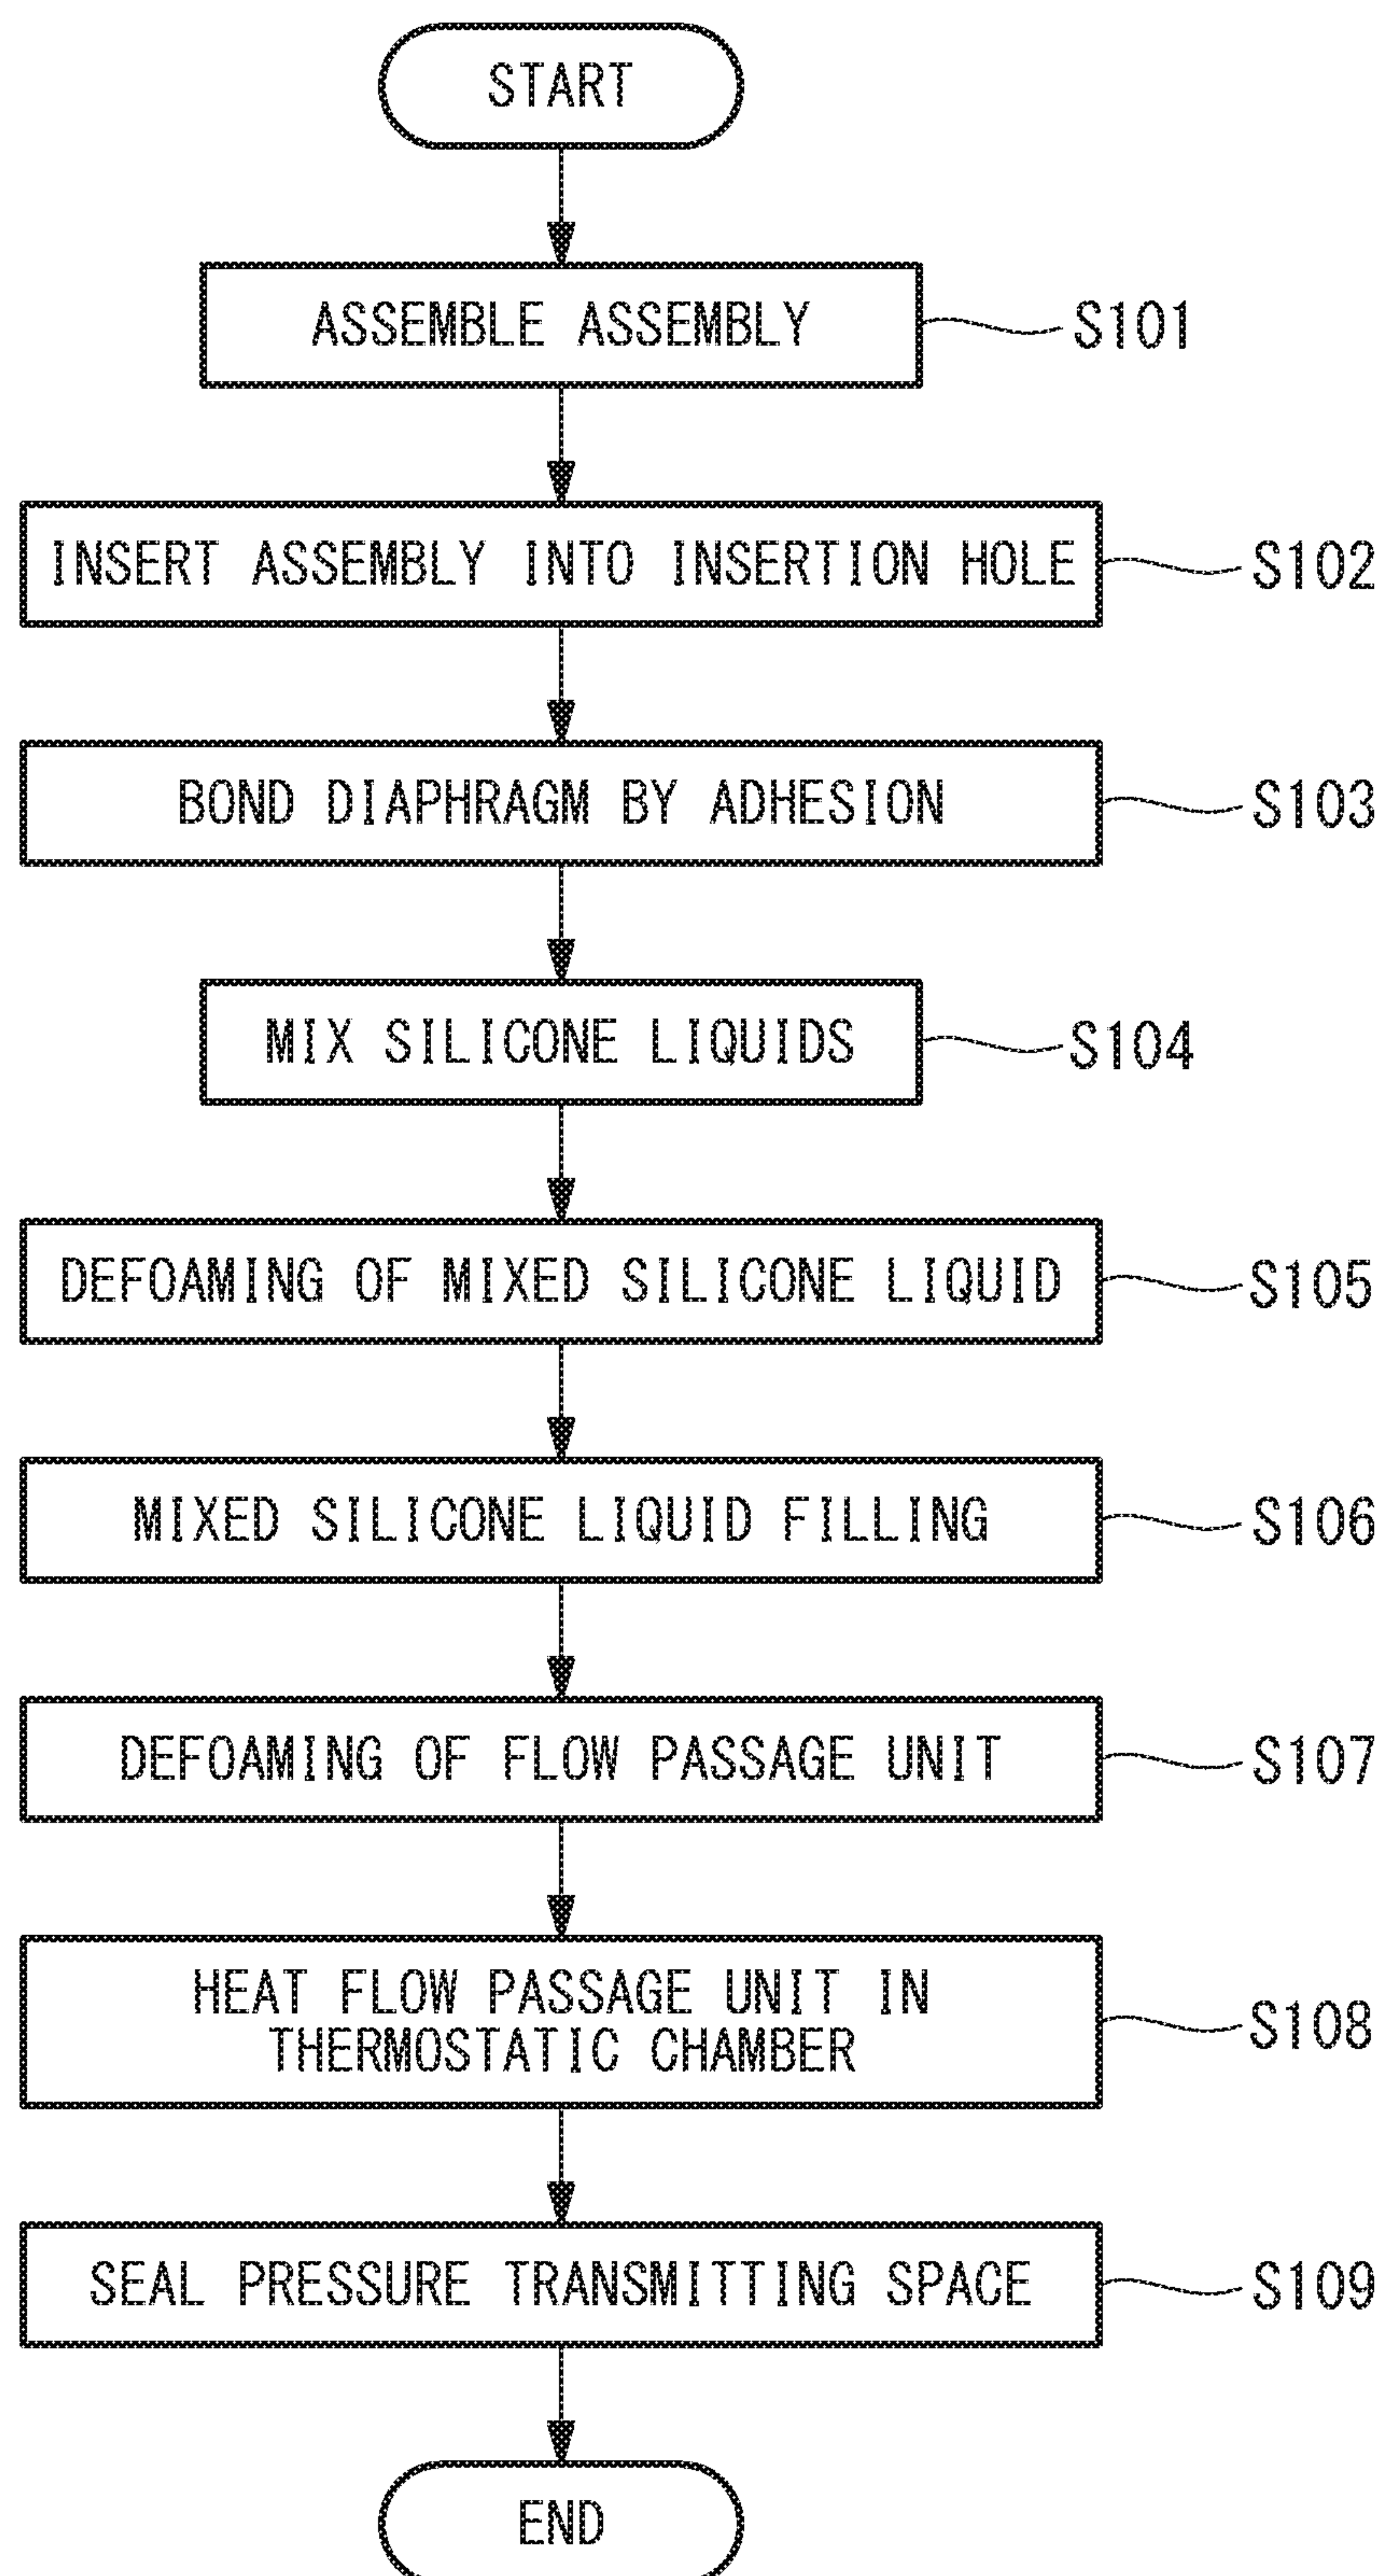 START
ASSEMBLE ASSEMBLY
S101
INSERT ASSEMBLY INTO INSERTION HOLE
S102
BOND DIAPHRAGM BY ADHESION
S103
MIX SILICONE LIQUIDS
S104
DEFOAMING OF MIXED SILICONE LIQUID
S105
MIXED SILICONE LIQUID FILLING
S106
DEFOAMING OF FLOW PASSAGE UNIT
S107
HEAT FLOW PASSAGE UNIT IN
THERMOSTATIC CHAMBER
S108
SEAL PRESSURE TRANSMITTING SPACE
S109
END